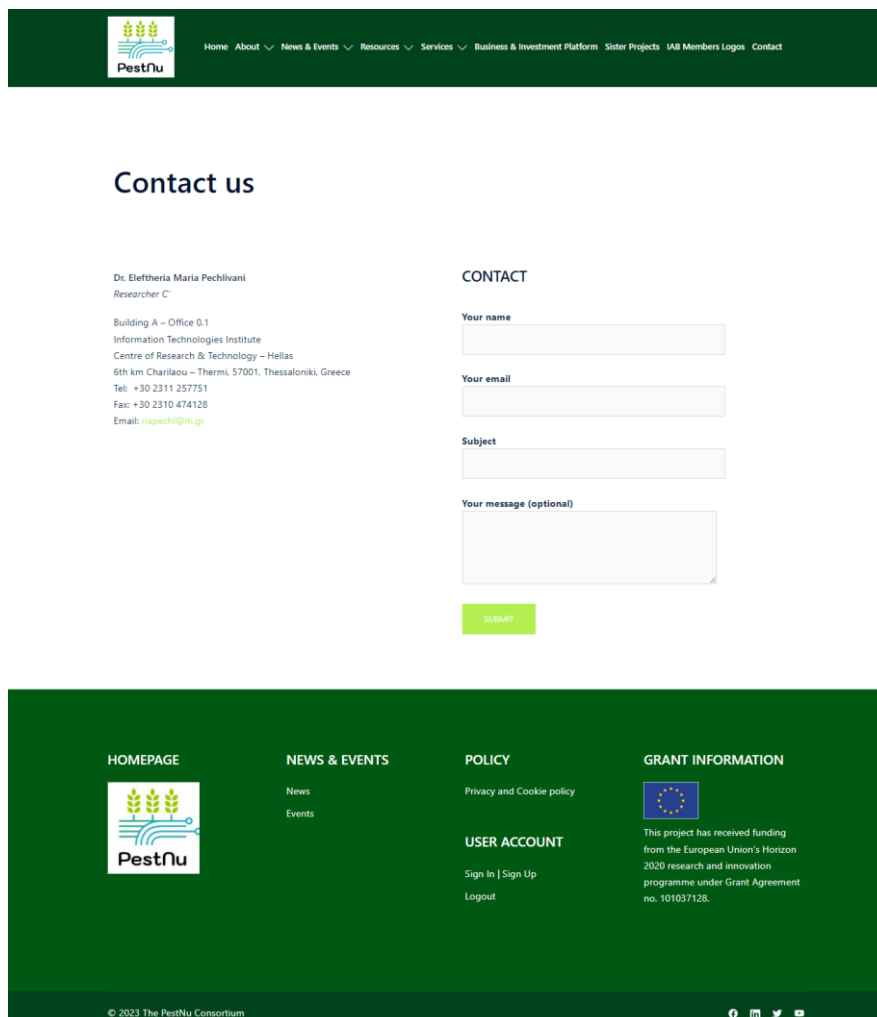 PestNu
Home About News & Events Resources Services Business & Investment Platform Sister Projects IAB Members Logos Contact
Contact us
Dr. Eleftheria Maria Pechlivani
Researcher C’
Building A – Office 0.1
Information Technologies Institute
Centre of Research & Technology – Hellas
6th km Charilaou – Thermi, 57001, Thessaloniki, Greece
Tel: +30 2311 257751
Fax: +30 2310 474128
Email: riapechl@iti.gr
CONTACT
Your name
Your email
Subject
Your message (optional)
SUBMIT
HOMEPAGE
PestNu
NEWS & EVENTS
News
Events
POLICY
Privacy and Cookie policy
USER ACCOUNT
Sign In | Sign Up
Logout
GRANT INFORMATION
This project has received funding
from the European Union’s Horizon
2020 research and innovation
programme under Grant Agreement
no. 101037128.
© 2023 The PestNu Consortium